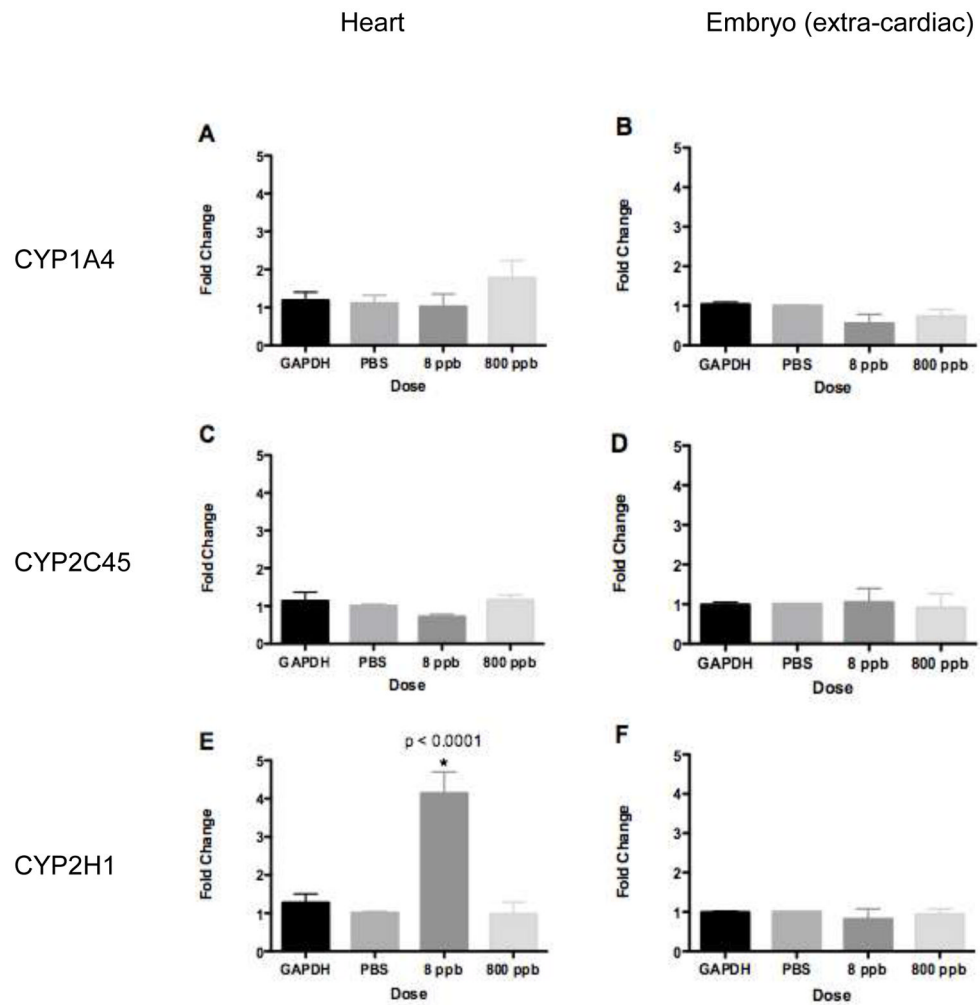 Heart
Embryo (extra-cardiac)
CYP1A4
A
5
4
3
2
1
0
Fold Change
GAPDH PBS 8 ppb 800 ppb
Dose
B
5
4
3
2
1
0
Fold Change
GAPDH PBS 8 ppb 800 ppb
Dose
CYP2C45
C
5
4
3
2
1
0
Fold Change
GAPDH PBS 8 ppb 800 ppb
Dose
D
5
4
3
2
1
0
Fold Change
GAPDH PBS 8 ppb 800 ppb
Dose
CYP2H1
E
p < 0.0001
*
5
4
3
2
1
0
Fold Change
GAPDH PBS 8 ppb 800 ppb
Dose
F
5
4
3
2
1
0
Fold Change
GAPDH PBS 8 ppb 800 ppb
Dose